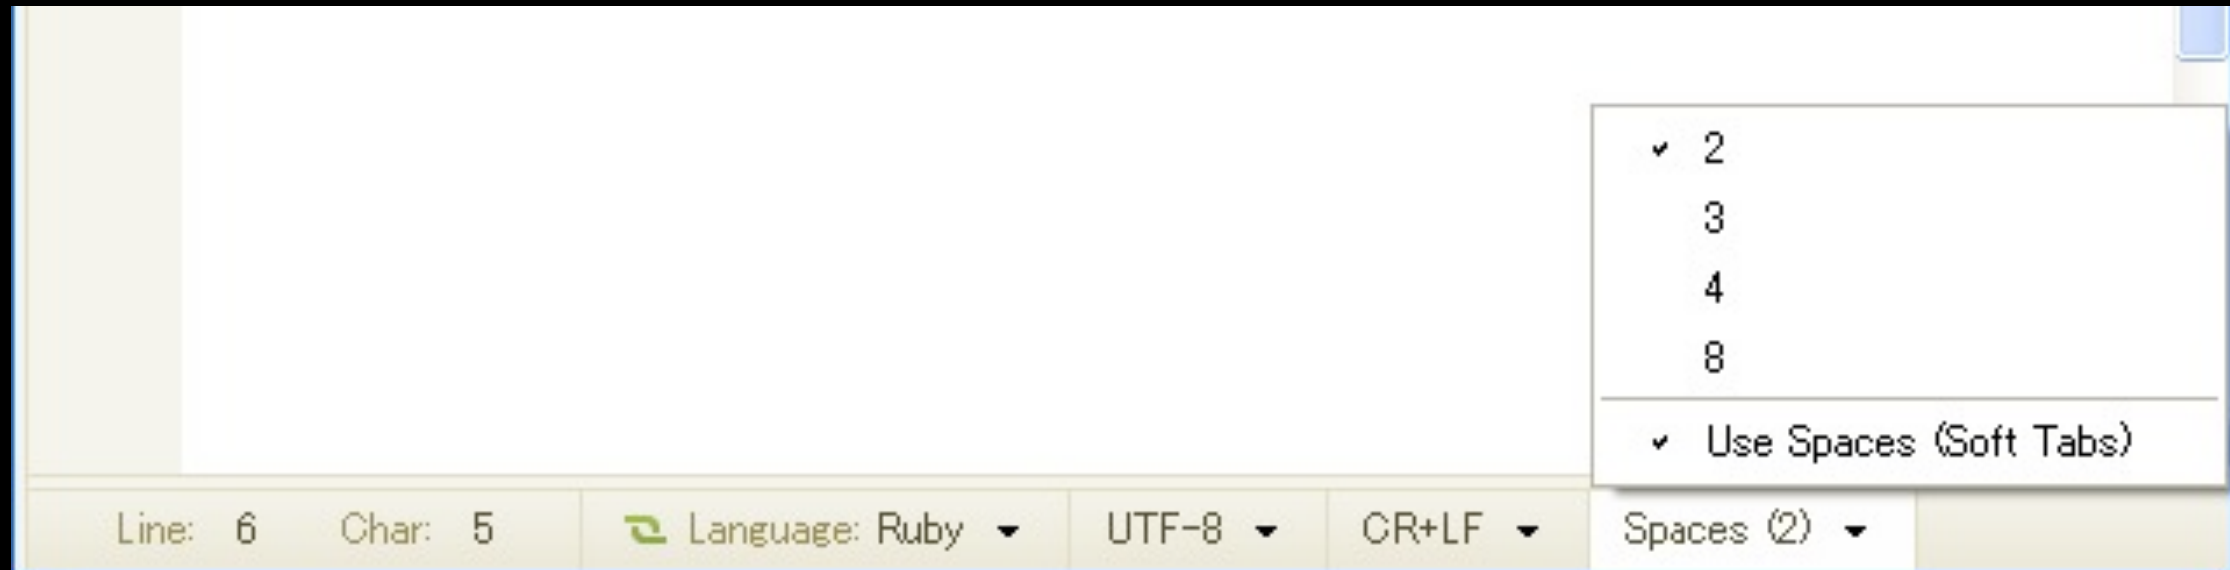 2
3
4
8
Use Spaces (Soft Tabs)
Line: 6 Char: 5 Language: Ruby UTF-8 CR+LF Spaces (2)